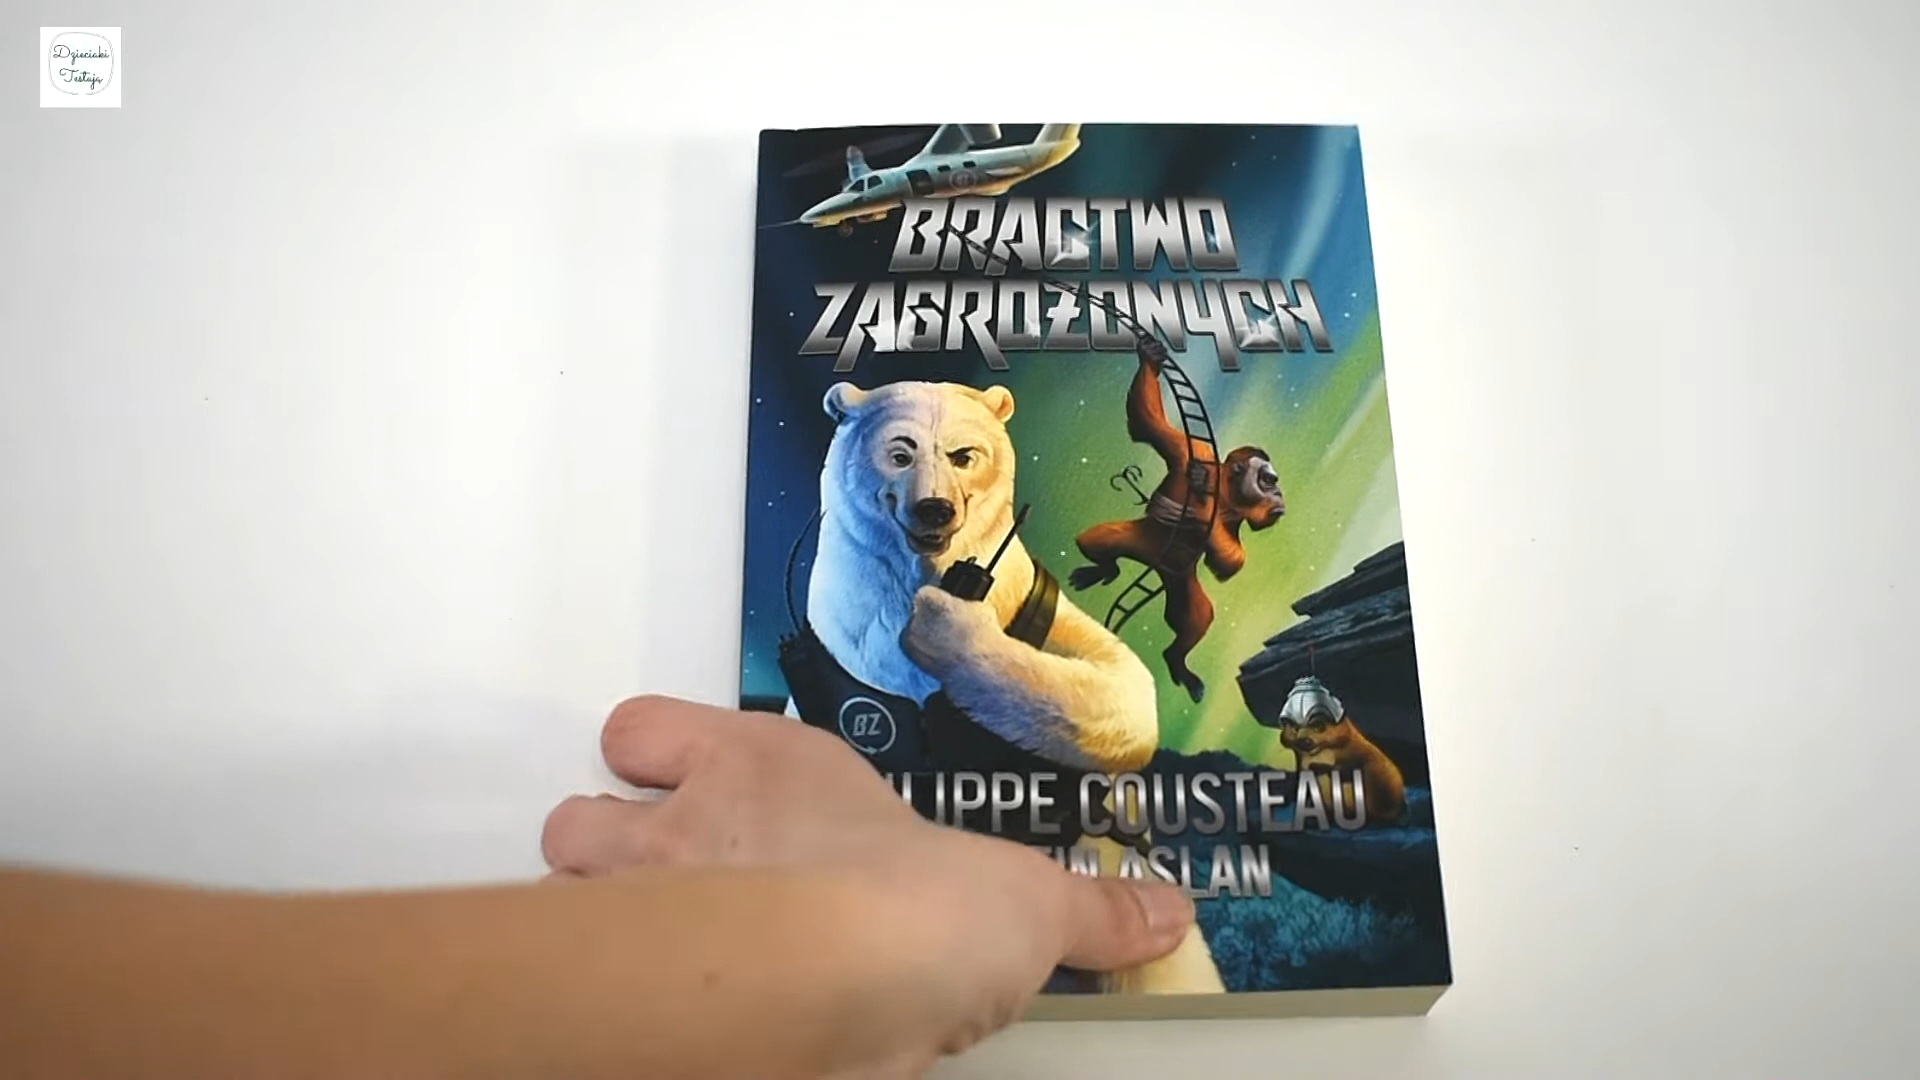 Dzieciaki
Testują
BRACTWO
ZAGROŻONYCH
BZ
COUSTEAU
ASLAN